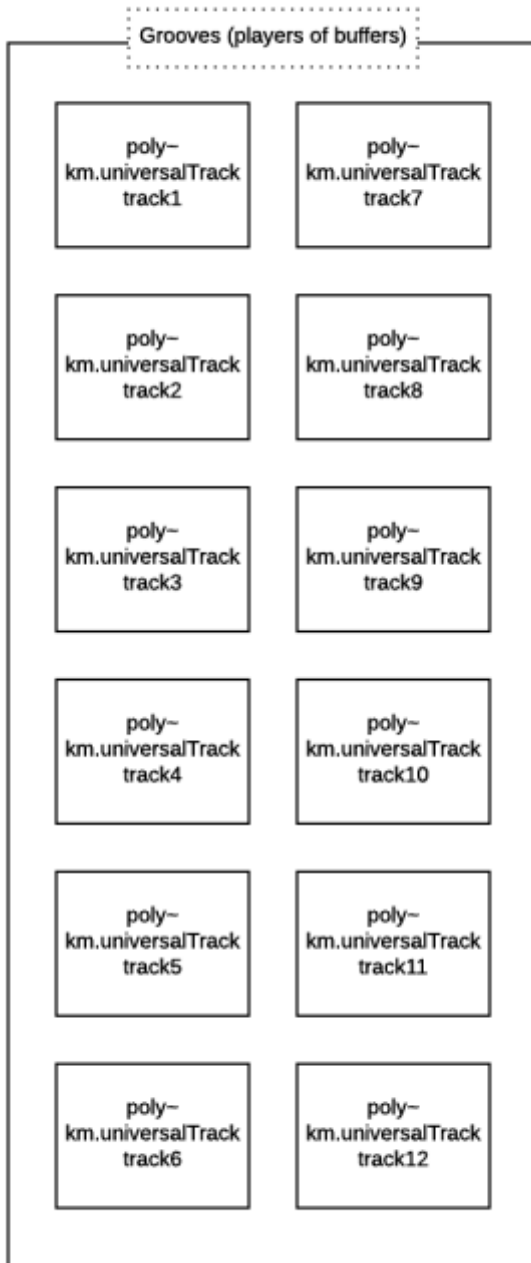 Grooves (players of buffers)
poly~
km.universalTrack
track1
poly~
km.universalTrack
track7
poly~
km.universalTrack
track2
poly~
km.universalTrack
track8
poly~
km.universalTrack
track3
poly~
km.universalTrack
track9
poly~
km.universalTrack
track4
poly~
km.universalTrack
track10
poly~
km.universalTrack
track5
poly~
km.universalTrack
track11
poly~
km.universalTrack
track6
poly~
km.universalTrack
track12